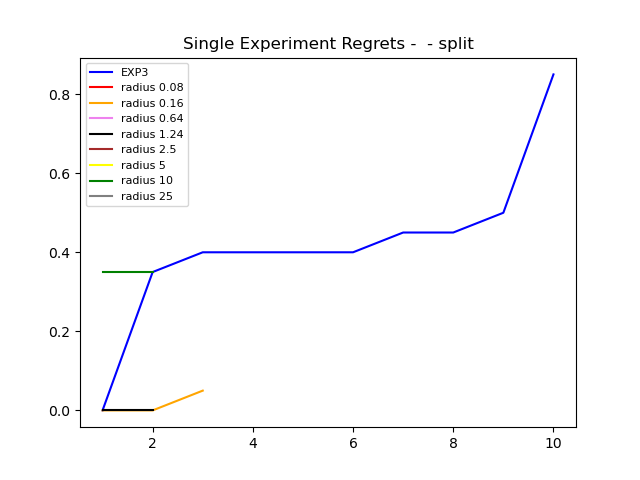 Single Experiment Regrets -  - split
EXP3
radius 0.08
radius 0.16
radius 0.64
radius 1.24
radius 2.5
radius 5
radius 10
radius 25
0.8
0.6
0.4
0.2
0.0
2 4 6 8 10